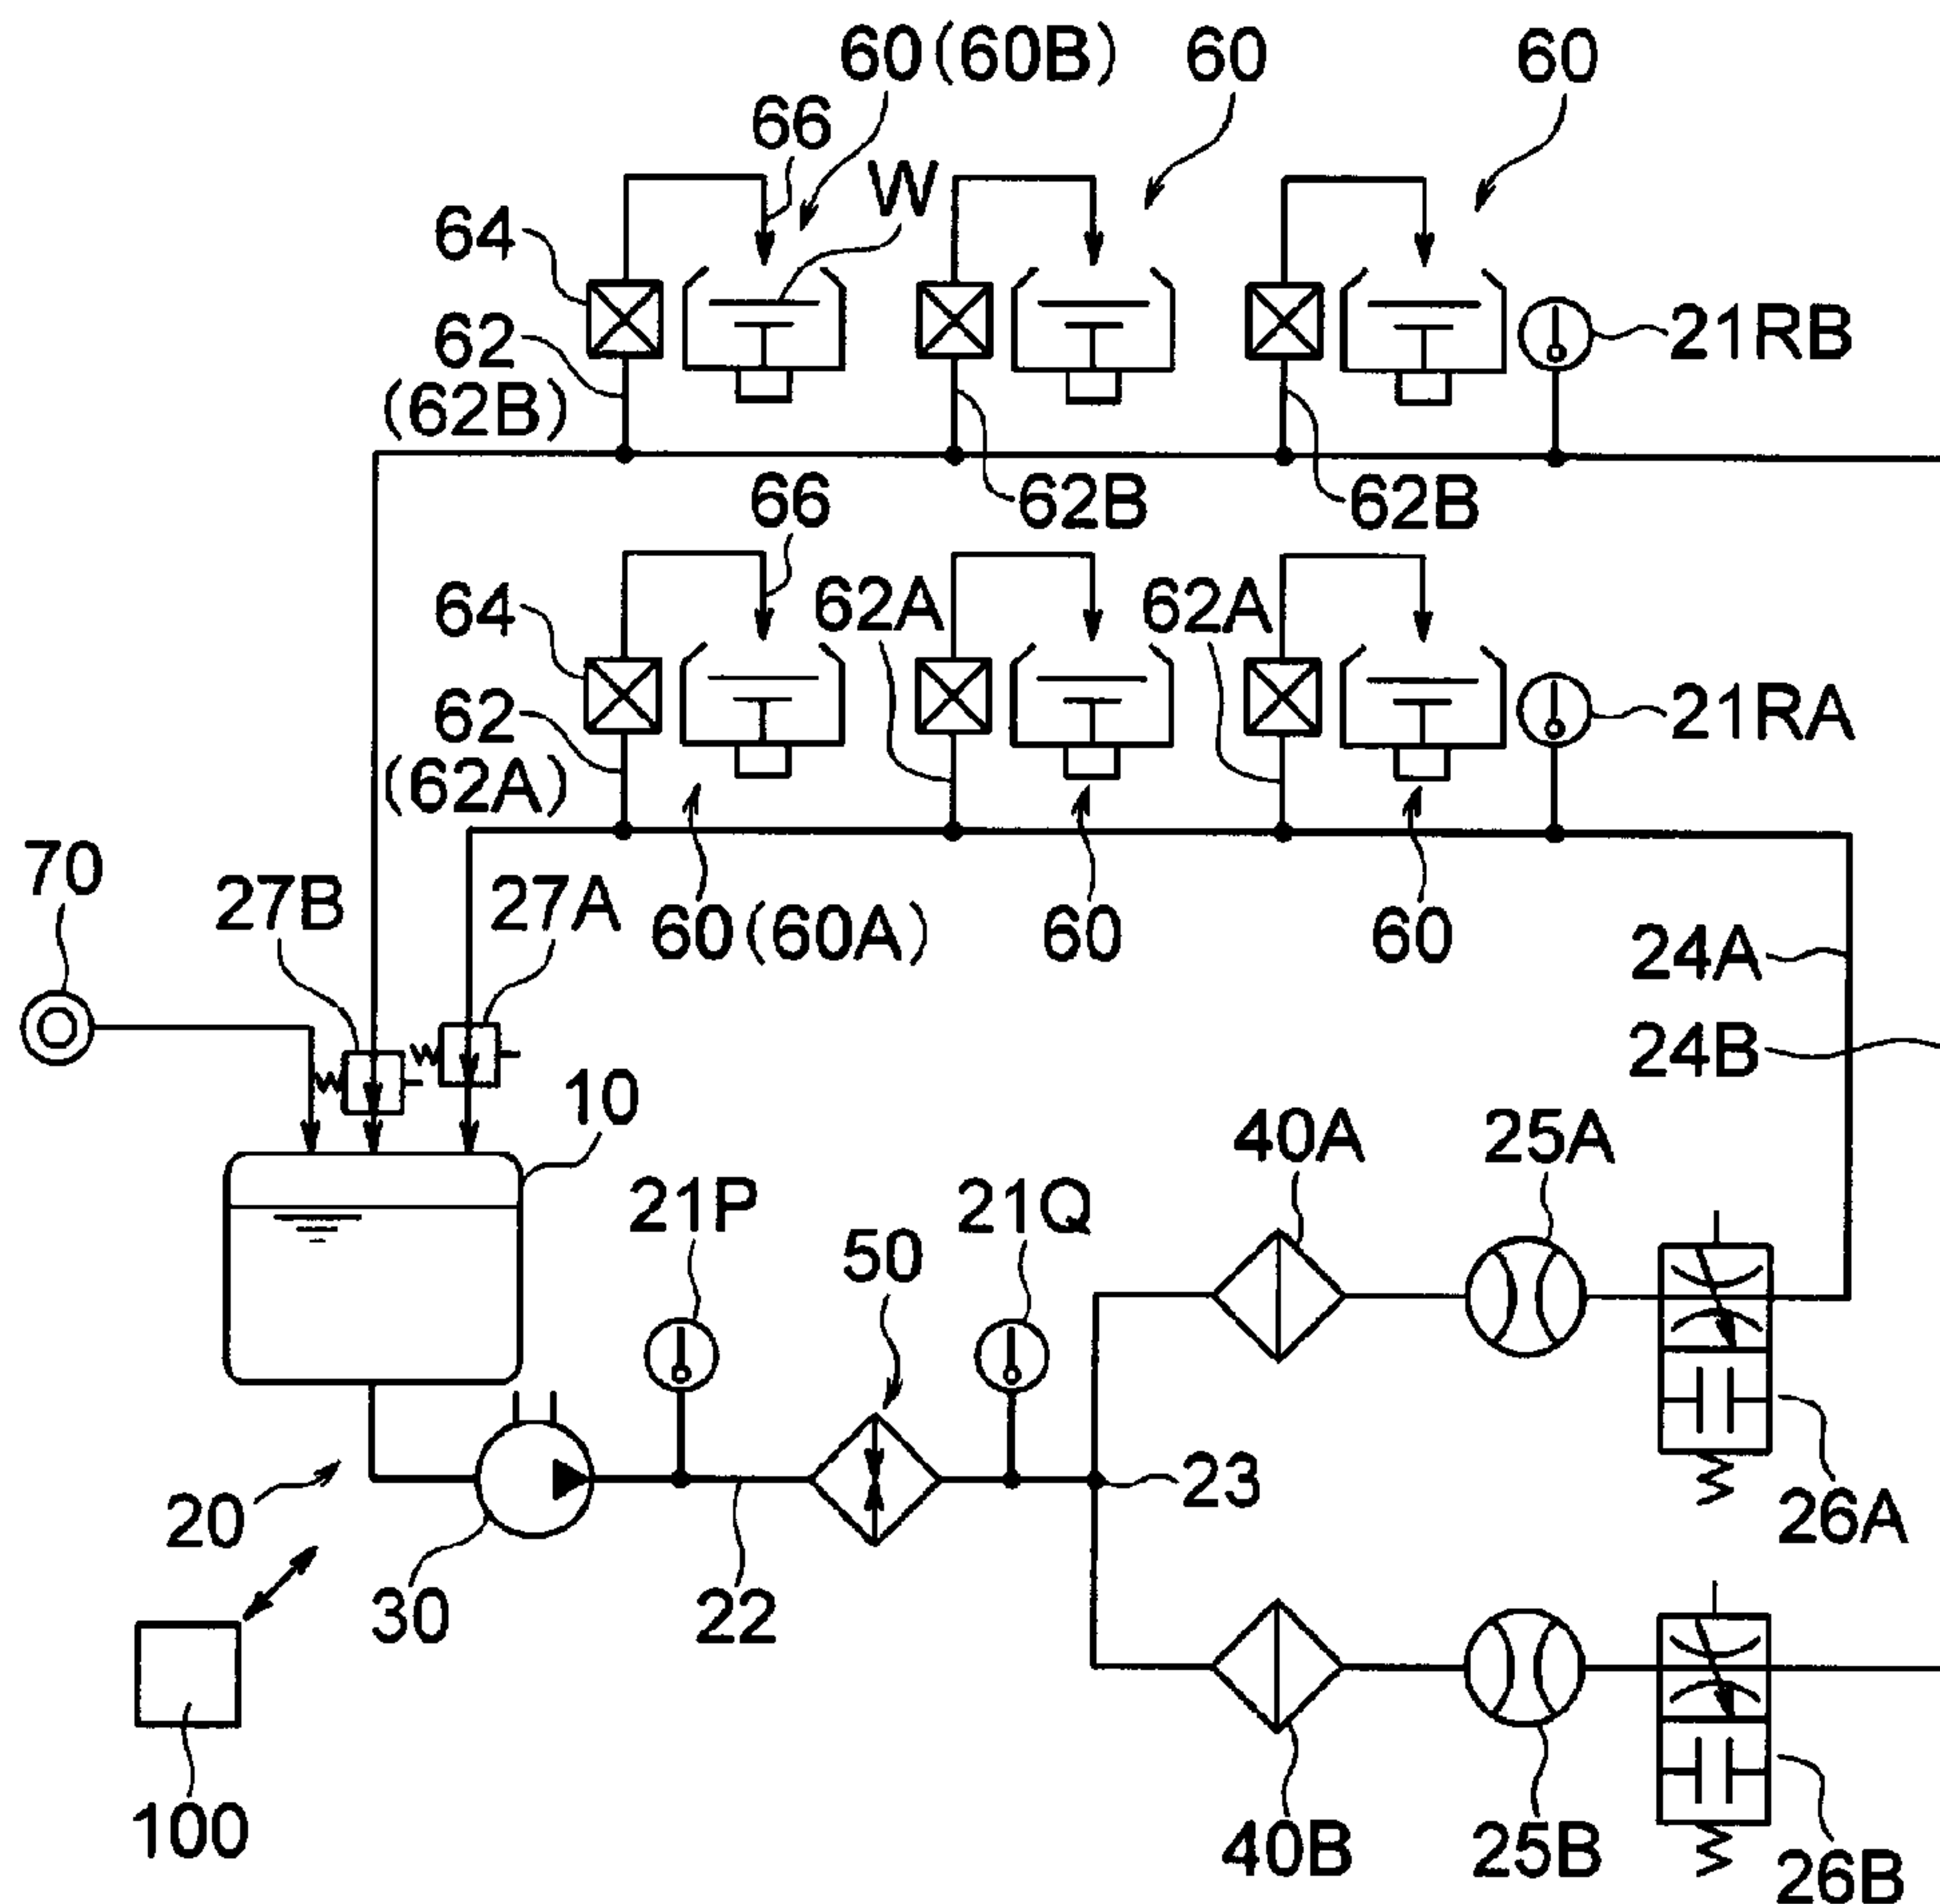 60(60B) 60 60
66
W
64
62
(62B)
21RB
66
62B 62B
64
62A 62A
62
(62A)
21RA
70
27B 27A
60(60A) 60 60
24A
24B
10
40A 25A
21P 21Q
50
20
23
26A
30 22
100
40B 25B
26B